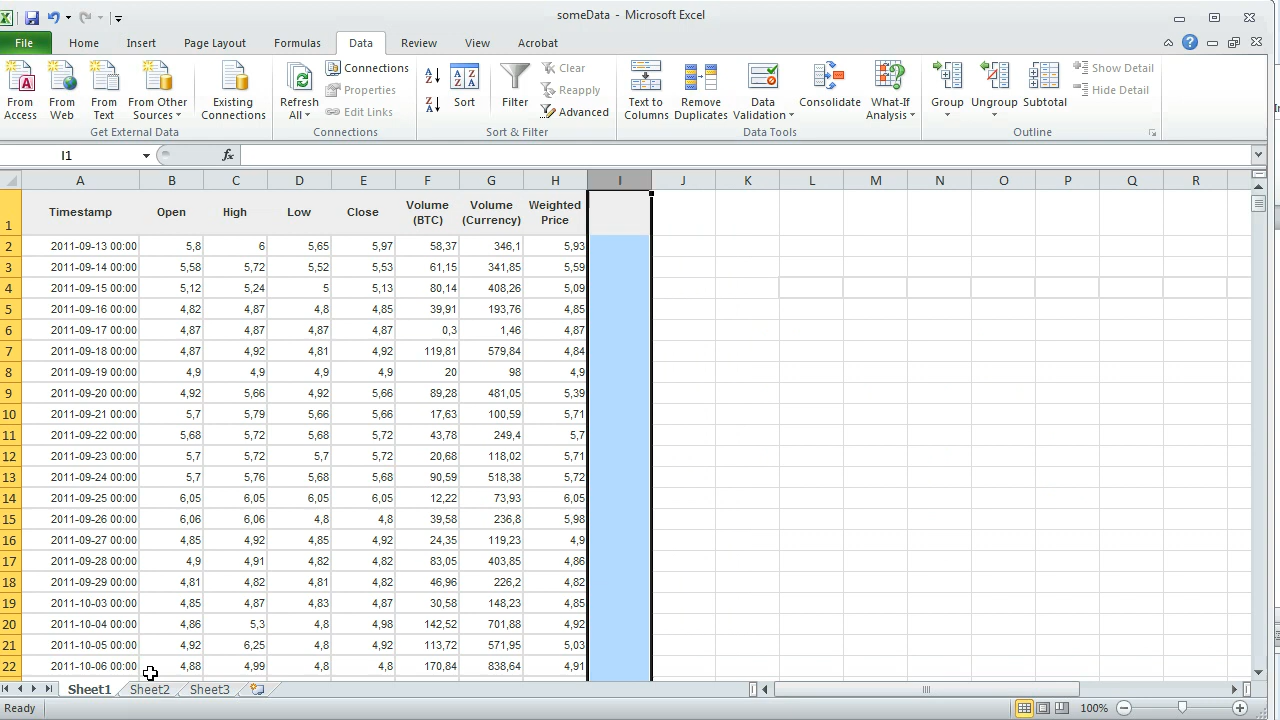 someData - Microsoft Excel
File Home Insert Page Layout Formulas Data Review View Acrobat
From Access
From Web
From Text
From Other Sources
Existing Connections
Get External Data
Refresh All
Connections
Properties
Edit Links
Connections
Sort
Filter
Clear
Reapply
Advanced
Sort & Filter
Text to Columns
Remove Duplicates
Data Validation
Consolidate
What-If Analysis
Data Tools
Group
Ungroup
Subtotal
Show Detail
Hide Detail
Outline
I1 fx
A B C D E F G H I J K L M N O P Q R
1 Timestamp Open High Low Close Volume (BTC) Volume (Currency) Weighted Price
2 2011-09-13 00:00 5,8 6 5,65 5,97 58,37 346,1 5,93
3 2011-09-14 00:00 5,58 5,72 5,52 5,53 61,15 341,85 5,59
4 2011-09-15 00:00 5,12 5,24 5 5,13 80,14 408,26 5,09
5 2011-09-16 00:00 4,82 4,87 4,8 4,85 39,91 193,76 4,85
6 2011-09-17 00:00 4,87 4,87 4,87 4,87 0,3 1,46 4,87
7 2011-09-18 00:00 4,87 4,92 4,81 4,92 119,81 579,84 4,84
8 2011-09-19 00:00 4,9 4,9 4,9 4,9 20 98 4,9
9 2011-09-20 00:00 4,92 5,66 4,92 5,66 89,28 481,05 5,39
10 2011-09-21 00:00 5,7 5,79 5,66 5,66 17,63 100,59 5,71
11 2011-09-22 00:00 5,68 5,72 5,68 5,72 43,78 249,4 5,7
12 2011-09-23 00:00 5,7 5,72 5,7 5,72 20,68 118,02 5,71
13 2011-09-24 00:00 5,7 5,76 5,68 5,68 90,59 518,38 5,72
14 2011-09-25 00:00 6,05 6,05 6,05 6,05 12,22 73,93 6,05
15 2011-09-26 00:00 6,06 6,06 4,8 4,8 39,58 236,8 5,98
16 2011-09-27 00:00 4,85 4,92 4,85 4,92 24,35 119,23 4,9
17 2011-09-28 00:00 4,9 4,91 4,82 4,82 83,05 403,85 4,86
18 2011-09-29 00:00 4,81 4,82 4,81 4,82 46,96 226,2 4,82
19 2011-10-03 00:00 4,85 4,87 4,83 4,87 30,58 148,23 4,85
20 2011-10-04 00:00 4,86 5,3 4,8 4,98 142,52 701,88 4,92
21 2011-10-05 00:00 4,92 6,25 4,8 4,98 113,72 571,95 5,03
22 2011-10-06 00:00 4,88 4,99 4,8 4,8 170,84 838,64 4,91
Sheet1 Sheet2 Sheet3
Ready 100%